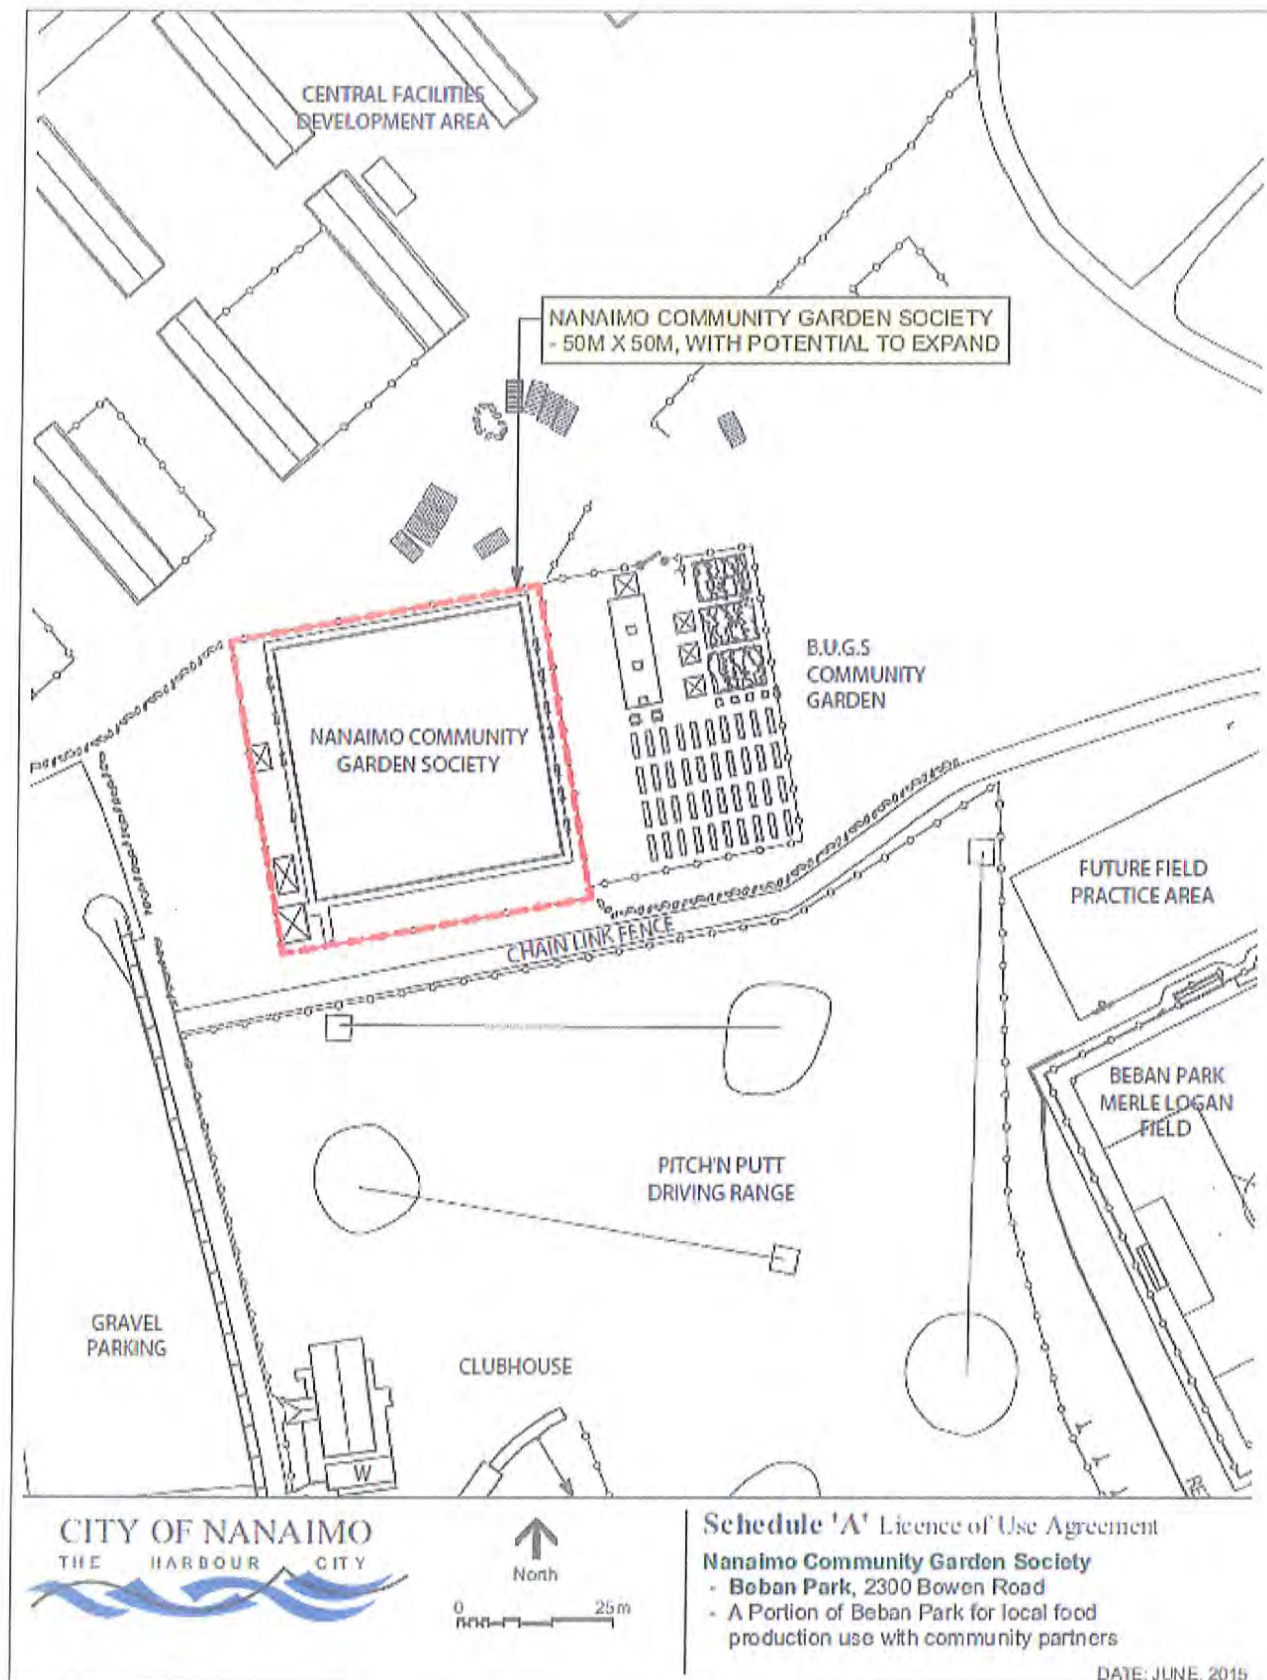 CENTRAL FACILITIES
DEVELOPMENT AREA
NANAIMO COMMUNITY GARDEN SOCIETY
- 50M X 50M, WITH POTENTIAL TO EXPAND
B.U.G.S
COMMUNITY
GARDEN
NANAIMO COMMUNITY
GARDEN SOCIETY
FUTURE FIELD
PRACTICE AREA
CHAIN LINK FENCE
BEBAN PARK
MERLE LOGAN
FIELD
PITCH'N PUTT
DRIVING RANGE
GRAVEL
PARKING
CLUBHOUSE
W
RE
CITY OF NANAIMO
THE HARBOUR CITY
North
0 25m
Schedule 'A' Licence of Use Agreement
Nanaimo Community Garden Society
- Beban Park, 2300 Bowen Road
- A Portion of Beban Park for local food
production use with community partners
DATE: JUNE, 2015